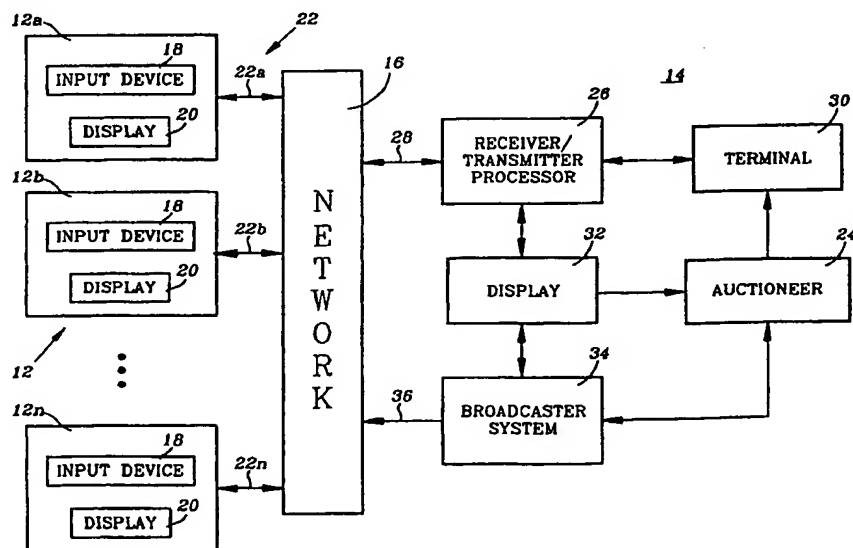 12a
18
INPUT DEVICE
20
DISPLAY
22a
22
12b
18
INPUT DEVICE
20
DISPLAY
22b
12
12n
18
INPUT DEVICE
20
DISPLAY
22n
16
NETWORK
14
28
26
RECEIVER/
TRANSMITTER
PROCESSOR
30
TERMINAL
32
DISPLAY
24
AUCTIONEER
36
34
BROADCASTER
SYSTEM